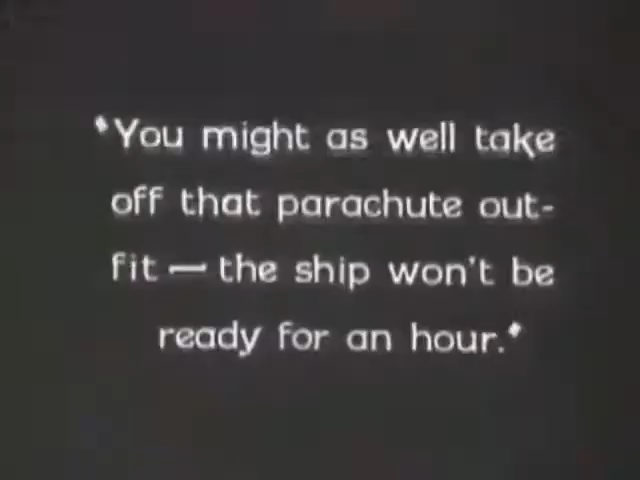 "You might as well take
off that parachute out-
fit — the ship won't be
ready for an hour."